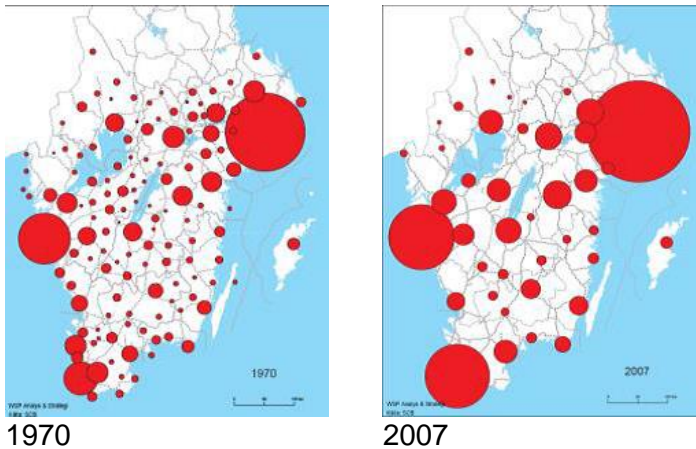 1970
WSP Analys & Strategi
Källa: SCB
1970
2007
WSP Analys & Strategi
Källa: SCB
2007